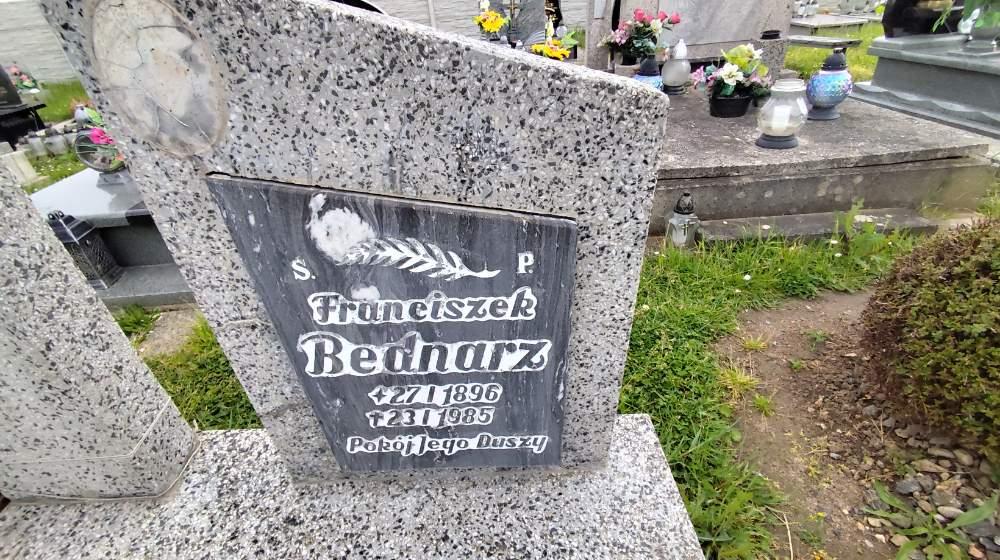 Ś. P.
Franciszek
Bednarz
+27 I 1896
†23 I 1985
Pokój Jego Duszy